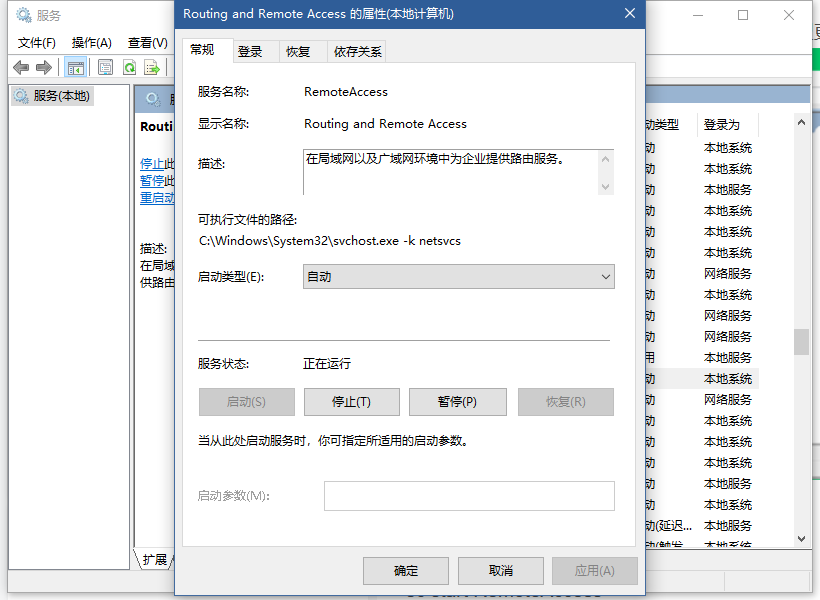 服务
Routing and Remote Access 的属性(本地计算机)
文件(F) 操作(A) 查看(V)
常规 登录 恢复 依存关系
服务(本地)
服务名称: RemoteAccess
显示名称: Routing and Remote Access
描述: 在局域网以及广域网环境中为企业提供路由服务。
可执行文件的路径:
C:\Windows\System32\svchost.exe -k netsvcs
启动类型(E): 自动
服务状态: 正在运行
启动(S) 停止(T) 暂停(P) 恢复(R)
当从此处启动服务时，你可指定所适用的启动参数。
启动参数(M):
确定 取消 应用(A)
Routi
停止此
暂停此
重启动
描述:
在局域
供路由
扩展
动类型 登录为
动 本地系统
动 本地系统
动 本地服务
动 本地系统
动 本地系统
动 本地系统
动 网络服务
动 本地系统
动 网络服务
动 网络服务
用 本地服务
动 本地系统
动 网络服务
动 本地系统
动 本地系统
动 本地系统
动 本地服务
动 本地系统
动(延迟... 本地服务
动(触发 本地系统